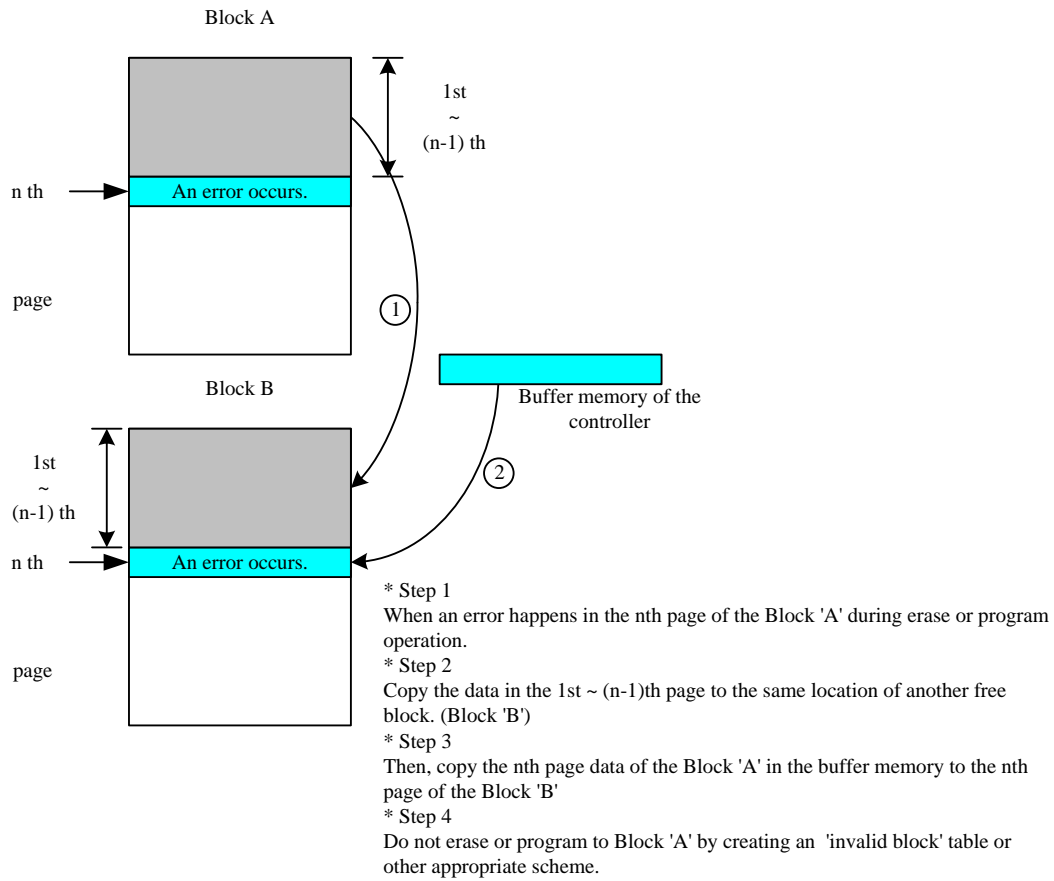 Block A
1st
~
(n-1) th
n th
An error occurs.
page
1
Block B
Buffer memory of the
controller
1st
~
(n-1) th
2
n th
An error occurs.
page
* Step 1
When an error happens in the nth page of the Block 'A' during erase or program
operation.
* Step 2
Copy the data in the 1st ~ (n-1)th page to the same location of another free
block. (Block 'B')
* Step 3
Then, copy the nth page data of the Block 'A' in the buffer memory to the nth
page of the Block 'B'
* Step 4
Do not erase or program to Block 'A' by creating an 'invalid block' table or
other appropriate scheme.